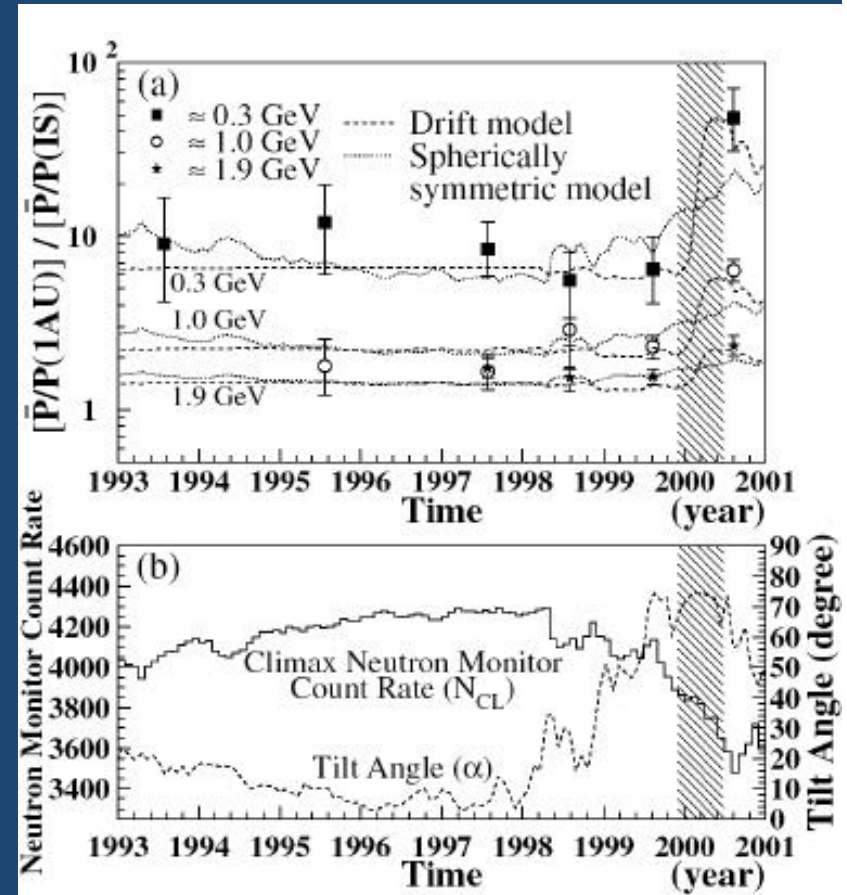 (a)
■ ≈ 0.3 GeV
○ ≈ 1.0 GeV
★ ≈ 1.9 GeV
Drift model
Spherically
symmetric model
[P̄/P(1AU)] / [P̄/P(IS)]
10²
10
1
0.3 GeV
1.0 GeV
1.9 GeV
1993 1994 1995 1996 1997 1998 1999 2000 2001
Time (year)
(b)
Neutron Monitor Count Rate
4600
4400
4200
4000
3800
3600
3400
Climax Neutron Monitor
Count Rate (N_CL)
Tilt Angle (α)
90
80
70
60
50
40
30
20
10
0
Tilt Angle (degree)
1993 1994 1995 1996 1997 1998 1999 2000 2001
Time (year)